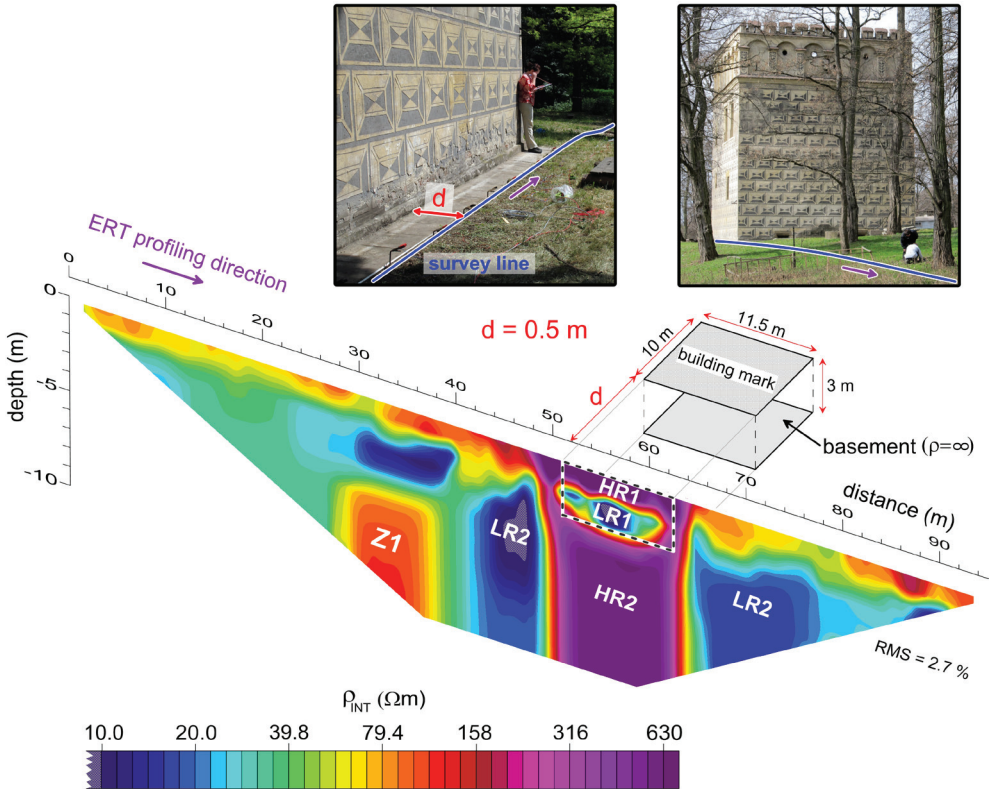 d
survey line
ERT profiling direction
0
10
20
30
40
50
60
70
80
90
distance (m)
0
-5
-10
depth (m)
d = 0.5 m
11.5 m
10 m
building mark
3 m
d
basement (ρ=∞)
HR1
LR1
Z1
LR2
HR2
LR2
RMS = 2.7 %
ρINT (Ωm)
10.0 20.0 39.8 79.4 158 316 630